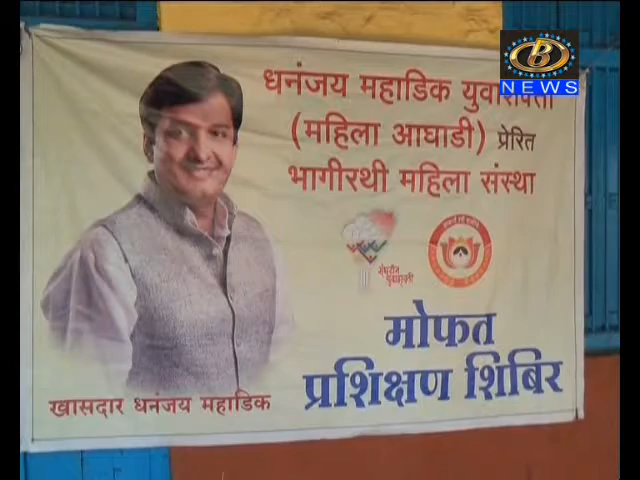 B
NEWS
धनंजय महाडिक युवाशक्ती
(महिला आघाडी) प्रेरित
भागीरथी महिला संस्था
मोफत
प्रशिक्षण शिबिर
खासदार धनंजय महाडिक